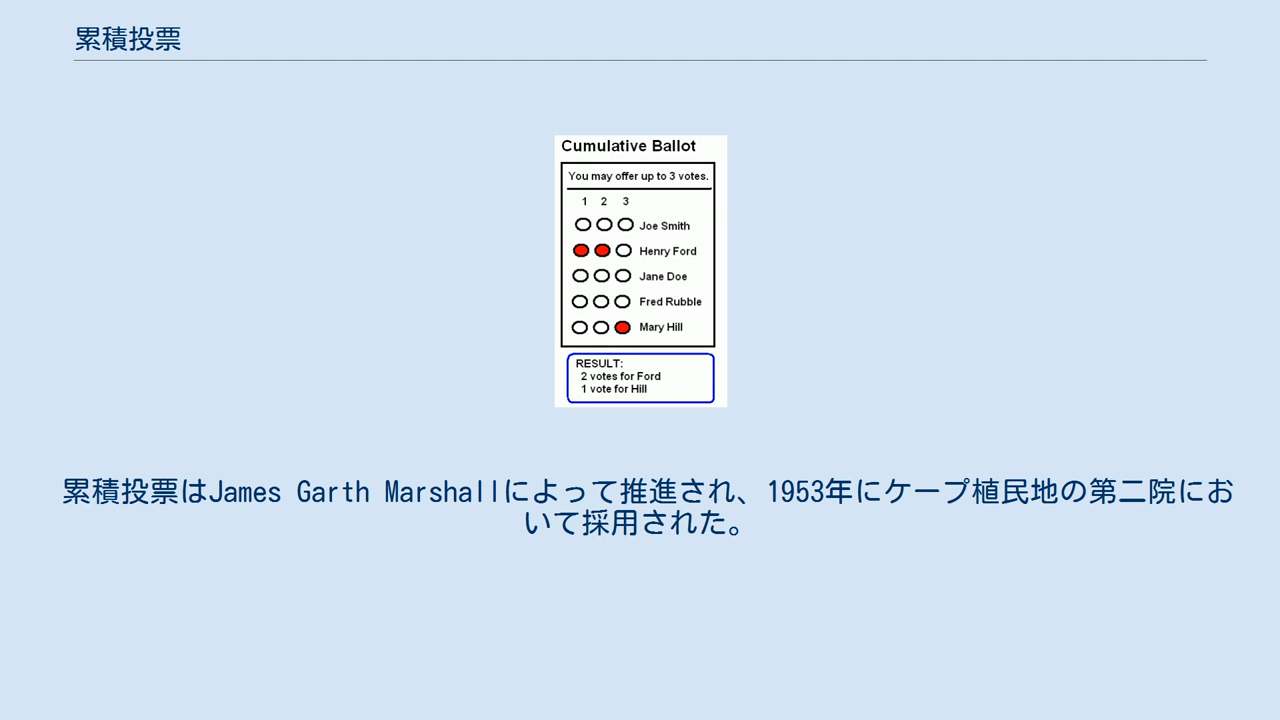 累積投票
Cumulative Ballot
You may offer up to 3 votes.
1 2 3
Joe Smith
Henry Ford
Jane Doe
Fred Rubble
Mary Hill
RESULT:
2 votes for Ford
1 vote for Hill
累積投票はJames Garth Marshallによって推進され、1953年にケープ植民地の第二院にお
いて採用された。